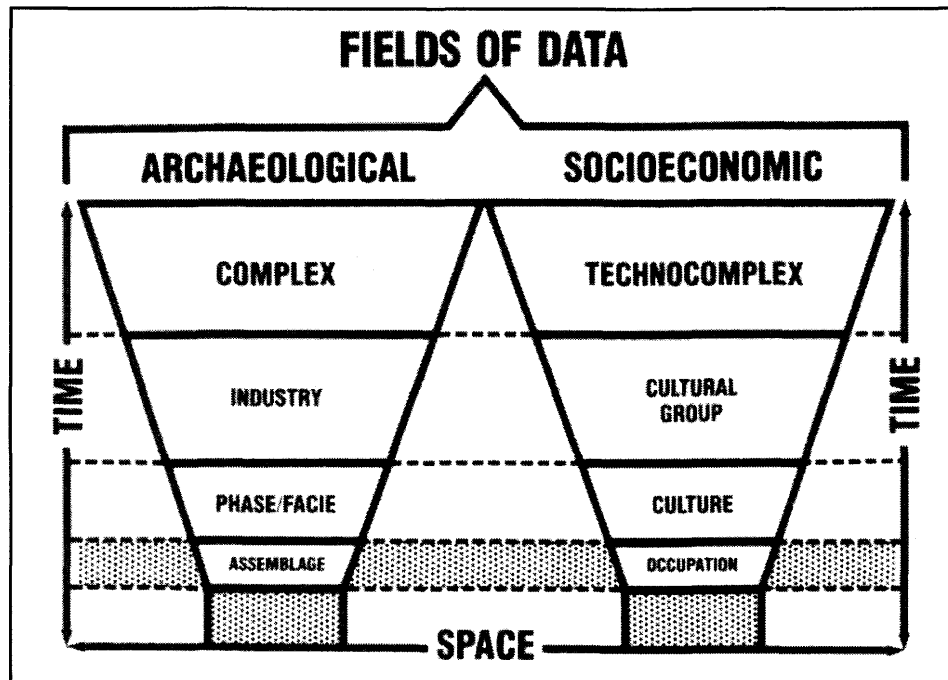 FIELDS OF DATA
ARCHAEOLOGICAL
SOCIOECONOMIC
COMPLEX
TECHNOCOMPLEX
TIME
INDUSTRY
CULTURAL
GROUP
TIME
PHASE/FACIE
CULTURE
ASSEMBLAGE
OCCUPATION
SPACE